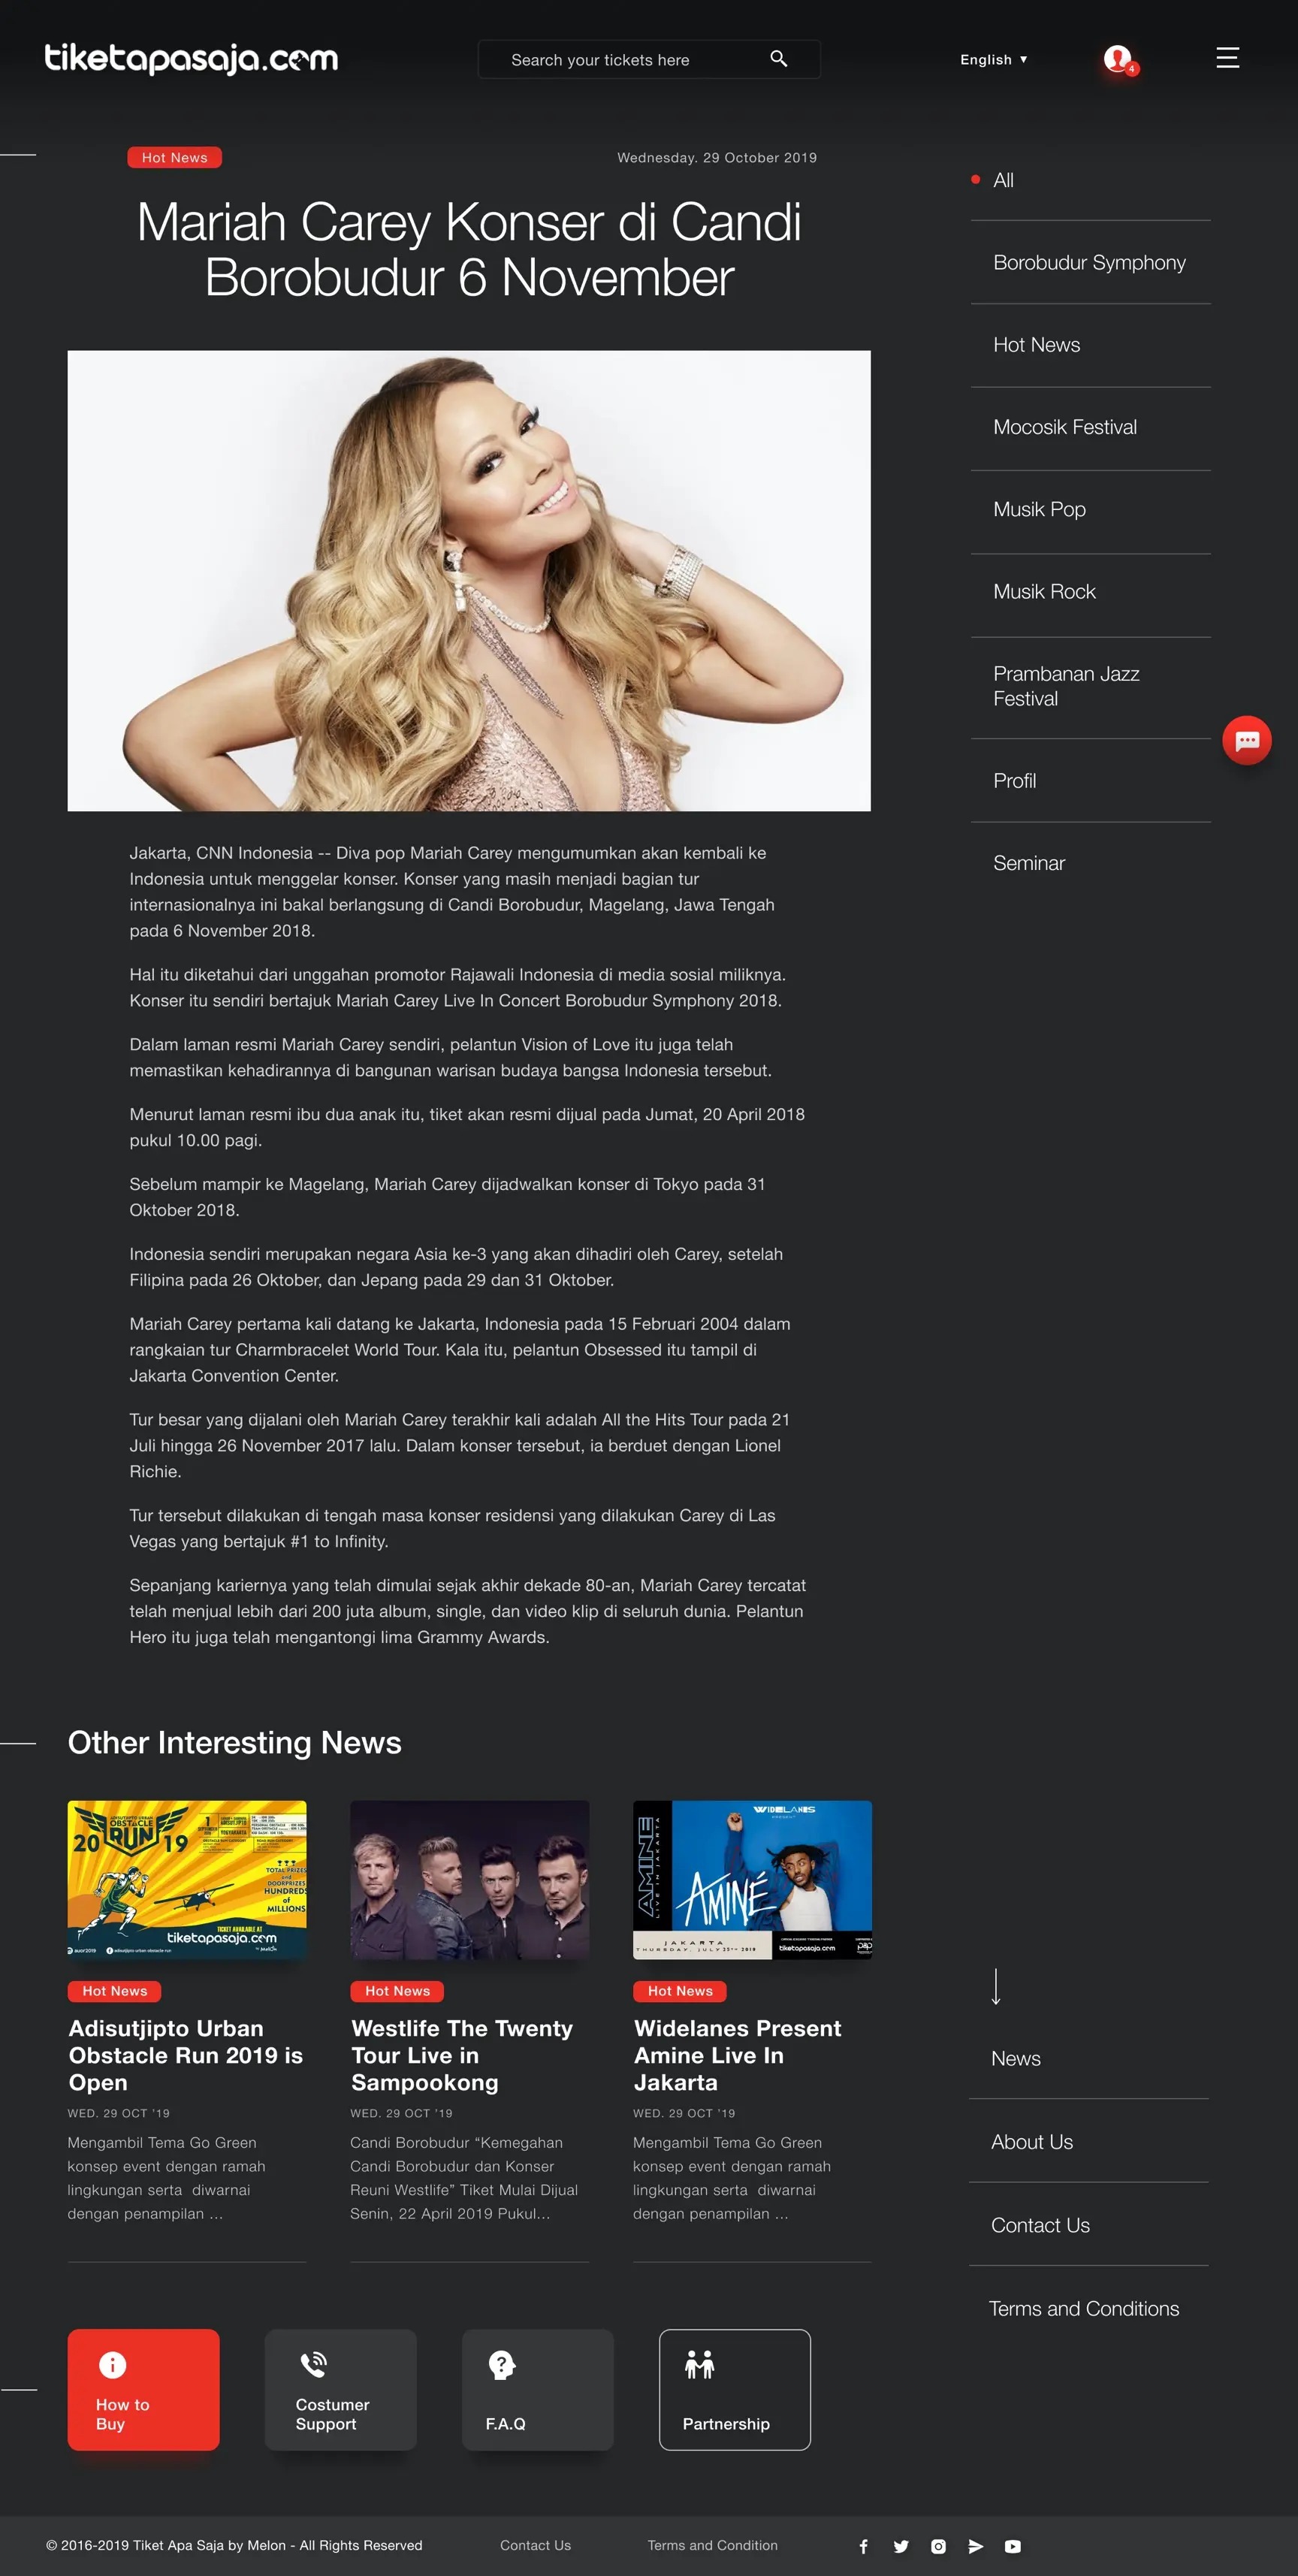 tiketapasaja.com
Search your tickets here
English ▼
4
Hot News
Wednesday. 29 October 2019
Mariah Carey Konser di Candi
Borobudur 6 November
All
Borobudur Symphony
Hot News
Mocosik Festival
Musik Pop
Musik Rock
Prambanan Jazz
Festival
Profil
Seminar
Jakarta, CNN Indonesia -- Diva pop Mariah Carey mengumumkan akan kembali ke
Indonesia untuk menggelar konser. Konser yang masih menjadi bagian tur
internasionalnya ini bakal berlangsung di Candi Borobudur, Magelang, Jawa Tengah
pada 6 November 2018.
Hal itu diketahui dari unggahan promotor Rajawali Indonesia di media sosial miliknya.
Konser itu sendiri bertajuk Mariah Carey Live In Concert Borobudur Symphony 2018.
Dalam laman resmi Mariah Carey sendiri, pelantun Vision of Love itu juga telah
memastikan kehadirannya di bangunan warisan budaya bangsa Indonesia tersebut.
Menurut laman resmi ibu dua anak itu, tiket akan resmi dijual pada Jumat, 20 April 2018
pukul 10.00 pagi.
Sebelum mampir ke Magelang, Mariah Carey dijadwalkan konser di Tokyo pada 31
Oktober 2018.
Indonesia sendiri merupakan negara Asia ke-3 yang akan dihadiri oleh Carey, setelah
Filipina pada 26 Oktober, dan Jepang pada 29 dan 31 Oktober.
Mariah Carey pertama kali datang ke Jakarta, Indonesia pada 15 Februari 2004 dalam
rangkaian tur Charmbracelet World Tour. Kala itu, pelantun Obsessed itu tampil di
Jakarta Convention Center.
Tur besar yang dijalani oleh Mariah Carey terakhir kali adalah All the Hits Tour pada 21
Juli hingga 26 November 2017 lalu. Dalam konser tersebut, ia berduet dengan Lionel
Richie.
Tur tersebut dilakukan di tengah masa konser residensi yang dilakukan Carey di Las
Vegas yang bertajuk #1 to Infinity.
Sepanjang kariernya yang telah dimulai sejak akhir dekade 80-an, Mariah Carey tercatat
telah menjual lebih dari 200 juta album, single, dan video klip di seluruh dunia. Pelantun
Hero itu juga telah mengantongi lima Grammy Awards.
Other Interesting News
ADISUTJIPTO URBAN
OBSTACLE
RUN
20 19
TOTAL PRIZES
and
DOORPRIZES
HUNDREDS
of
MILLIONS
TICKET AVAILABLE AT
tiketapasaja.com
WIDELANES
PRESENT
AMINE
LIVE IN JAKARTA
AMINÉ
JAKARTA
THURSDAY, JULY 25TH 2019
tiketapasaja.com
Hot News
Adisutjipto Urban
Obstacle Run 2019 is
Open
WED. 29 OCT '19
Mengambil Tema Go Green
konsep event dengan ramah
lingkungan serta  diwarnai
dengan penampilan ...
Hot News
Westlife The Twenty
Tour Live in
Sampookong
WED. 29 OCT '19
Candi Borobudur “Kemegahan
Candi Borobudur dan Konser
Reuni Westlife” Tiket Mulai Dijual
Senin, 22 April 2019 Pukul...
Hot News
Widelanes Present
Amine Live In
Jakarta
WED. 29 OCT '19
Mengambil Tema Go Green
konsep event dengan ramah
lingkungan serta  diwarnai
dengan penampilan ...
News
About Us
Contact Us
Terms and Conditions
How to
Buy
Costumer
Support
F.A.Q
Partnership
© 2016-2019 Tiket Apa Saja by Melon - All Rights Reserved
Contact Us
Terms and Condition